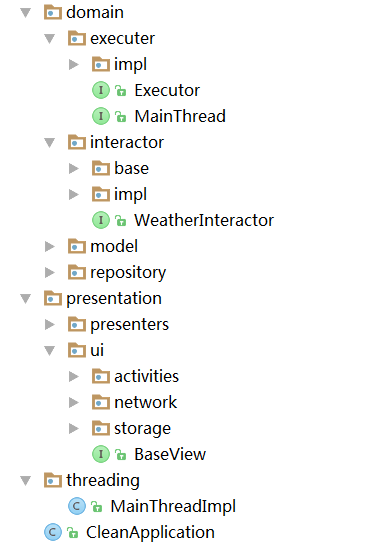 domain
executer
impl
I Executor
I MainThread
interactor
base
impl
I WeatherInteractor
model
repository
presentation
presenters
ui
activities
network
storage
I BaseView
threading
C MainThreadImpl
C CleanApplication